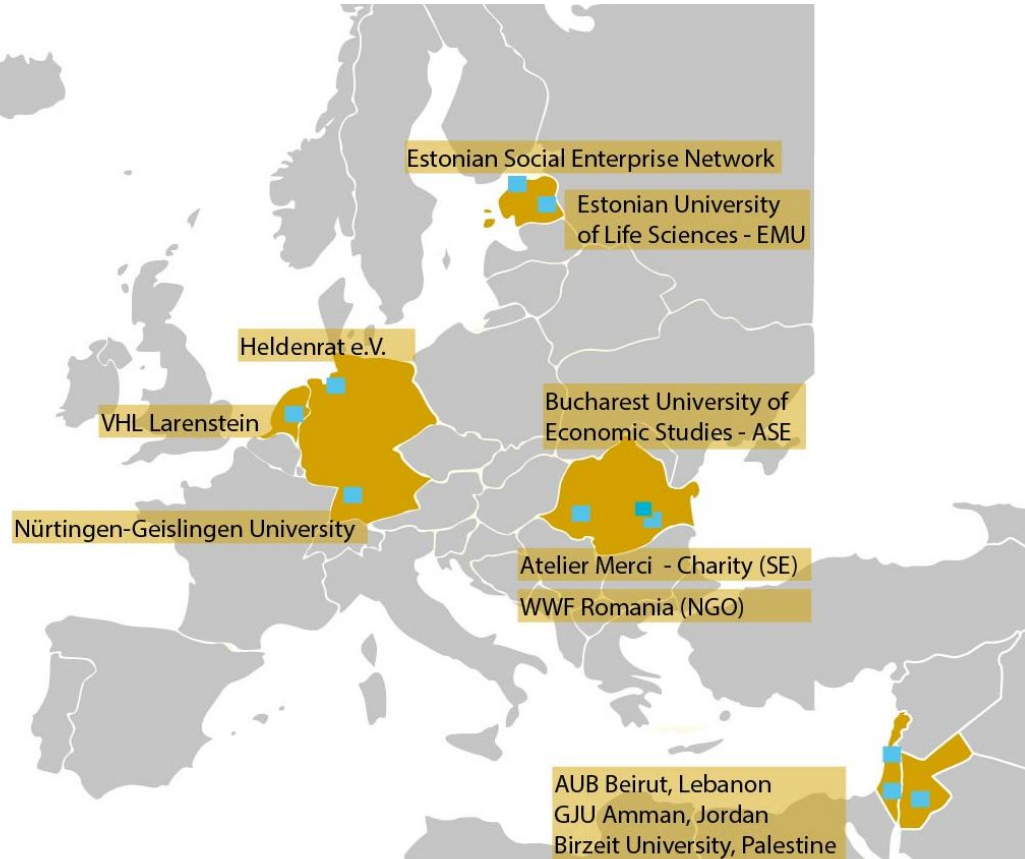 Estonian Social Enterprise Network
Estonian University
of Life Sciences - EMU
Heldenrat e.V.
VHL Larenstein
Bucharest University of
Economic Studies - ASE
Nürtingen-Geislingen University
Atelier Merci - Charity (SE)
WWF Romania (NGO)
AUB Beirut, Lebanon
GJU Amman, Jordan
Birzeit University, Palestine